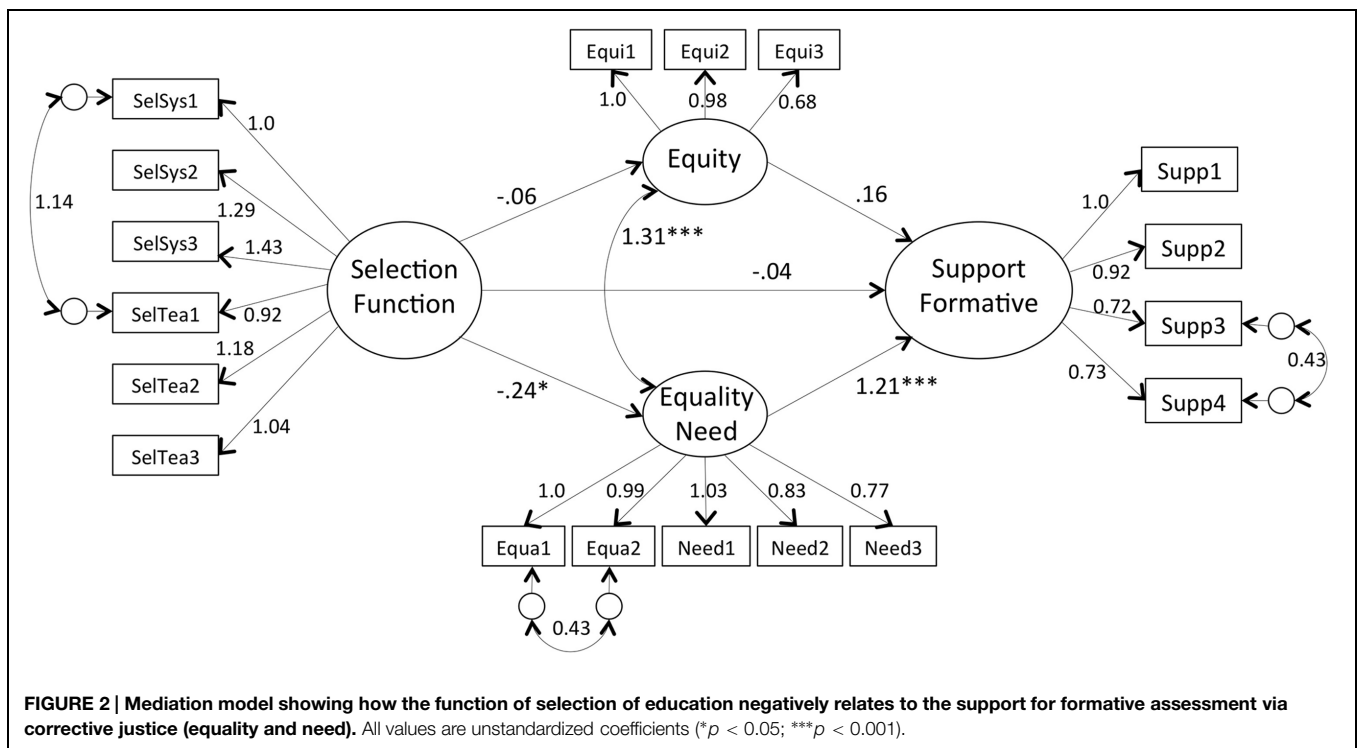 Equi1 Equi2 Equi3
SelSys1
1.0 0.98 0.68
1.0
Equity
SelSys2
Supp1
-.06
.16
1.14
1.29
1.0
SelSys3
1.43
1.31***
Supp2
Selection
Function
-.04
Support
Formative
0.92
SelTea1
0.92
0.72
Supp3
1.18
0.43
SelTea2
-.24*
Equality
Need
1.21***
0.73
Supp4
1.04
SelTea3
1.0 0.99 1.03 0.83 0.77
Equa1 Equa2 Need1 Need2 Need3
0.43
FIGURE 2 | Mediation model showing how the function of selection of education negatively relates to the support for formative assessment via
corrective justice (equality and need). All values are unstandardized coefficients (*p < 0.05; ***p < 0.001).